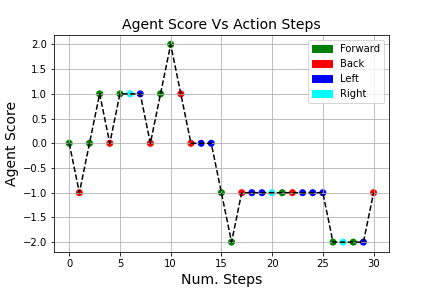 Agent Score Vs Action Steps
Forward
Back
Left
Right
Agent Score
2.0
1.5
1.0
0.5
0.0
−0.5
−1.0
−1.5
−2.0
0 5 10 15 20 25 30
Num. Steps